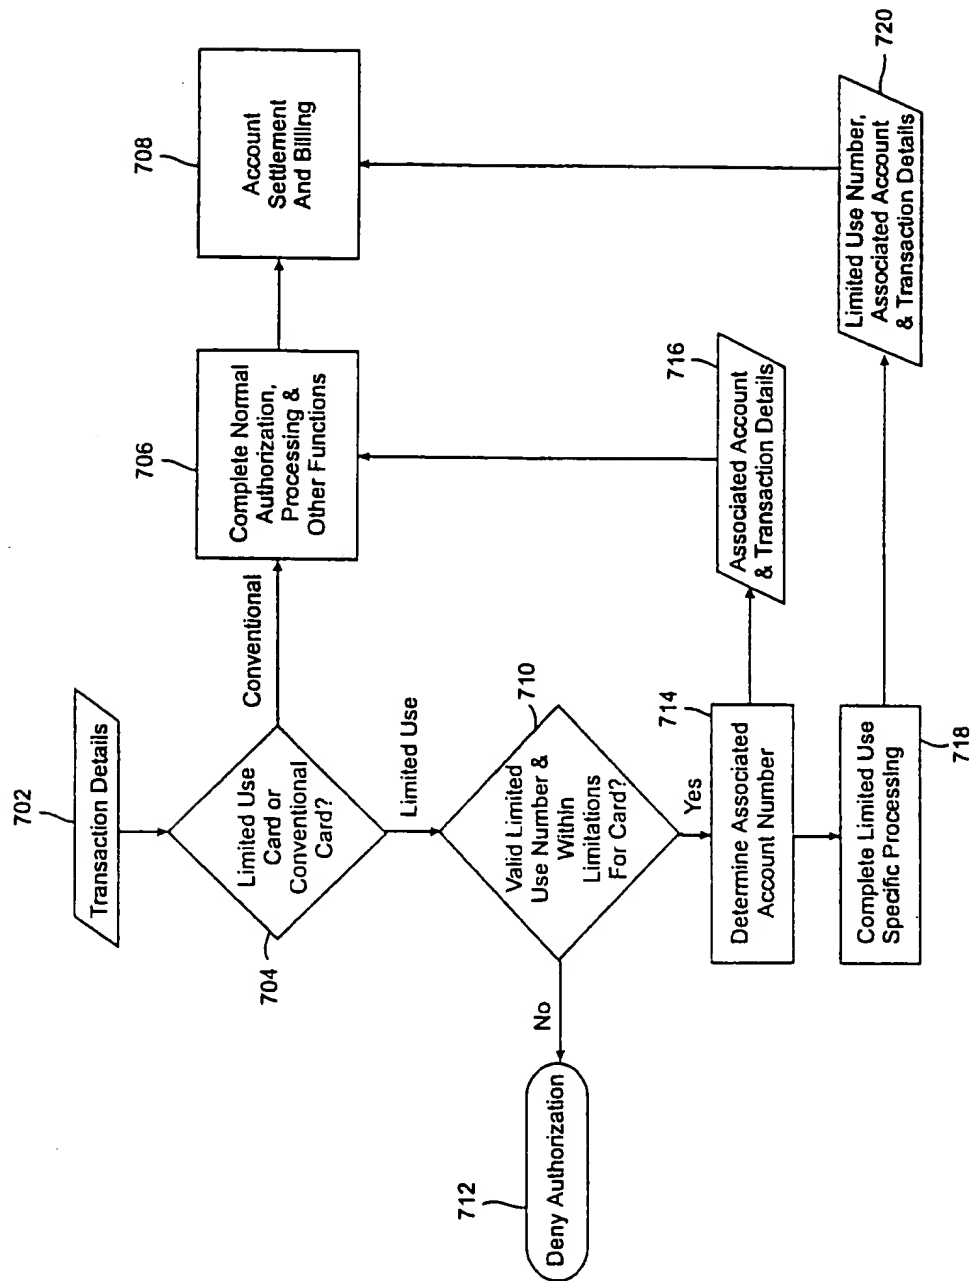 702
Transaction Details
704
Limited Use
Card or
Conventional
Card?
Conventional
706
Complete Normal
Authorization,
Processing &
Other Functions
708
Account
Settlement
And Billing
Limited Use
710
Valid Limited
Use Number &
Within
Limitations
For Card?
No
712
Deny Authorization
Yes
714
Determine Associated
Account Number
716
Associated Account
& Transaction Details
Complete Limited Use
Specific Processing
718
720
Limited Use Number,
Associated Account
& Transaction Details